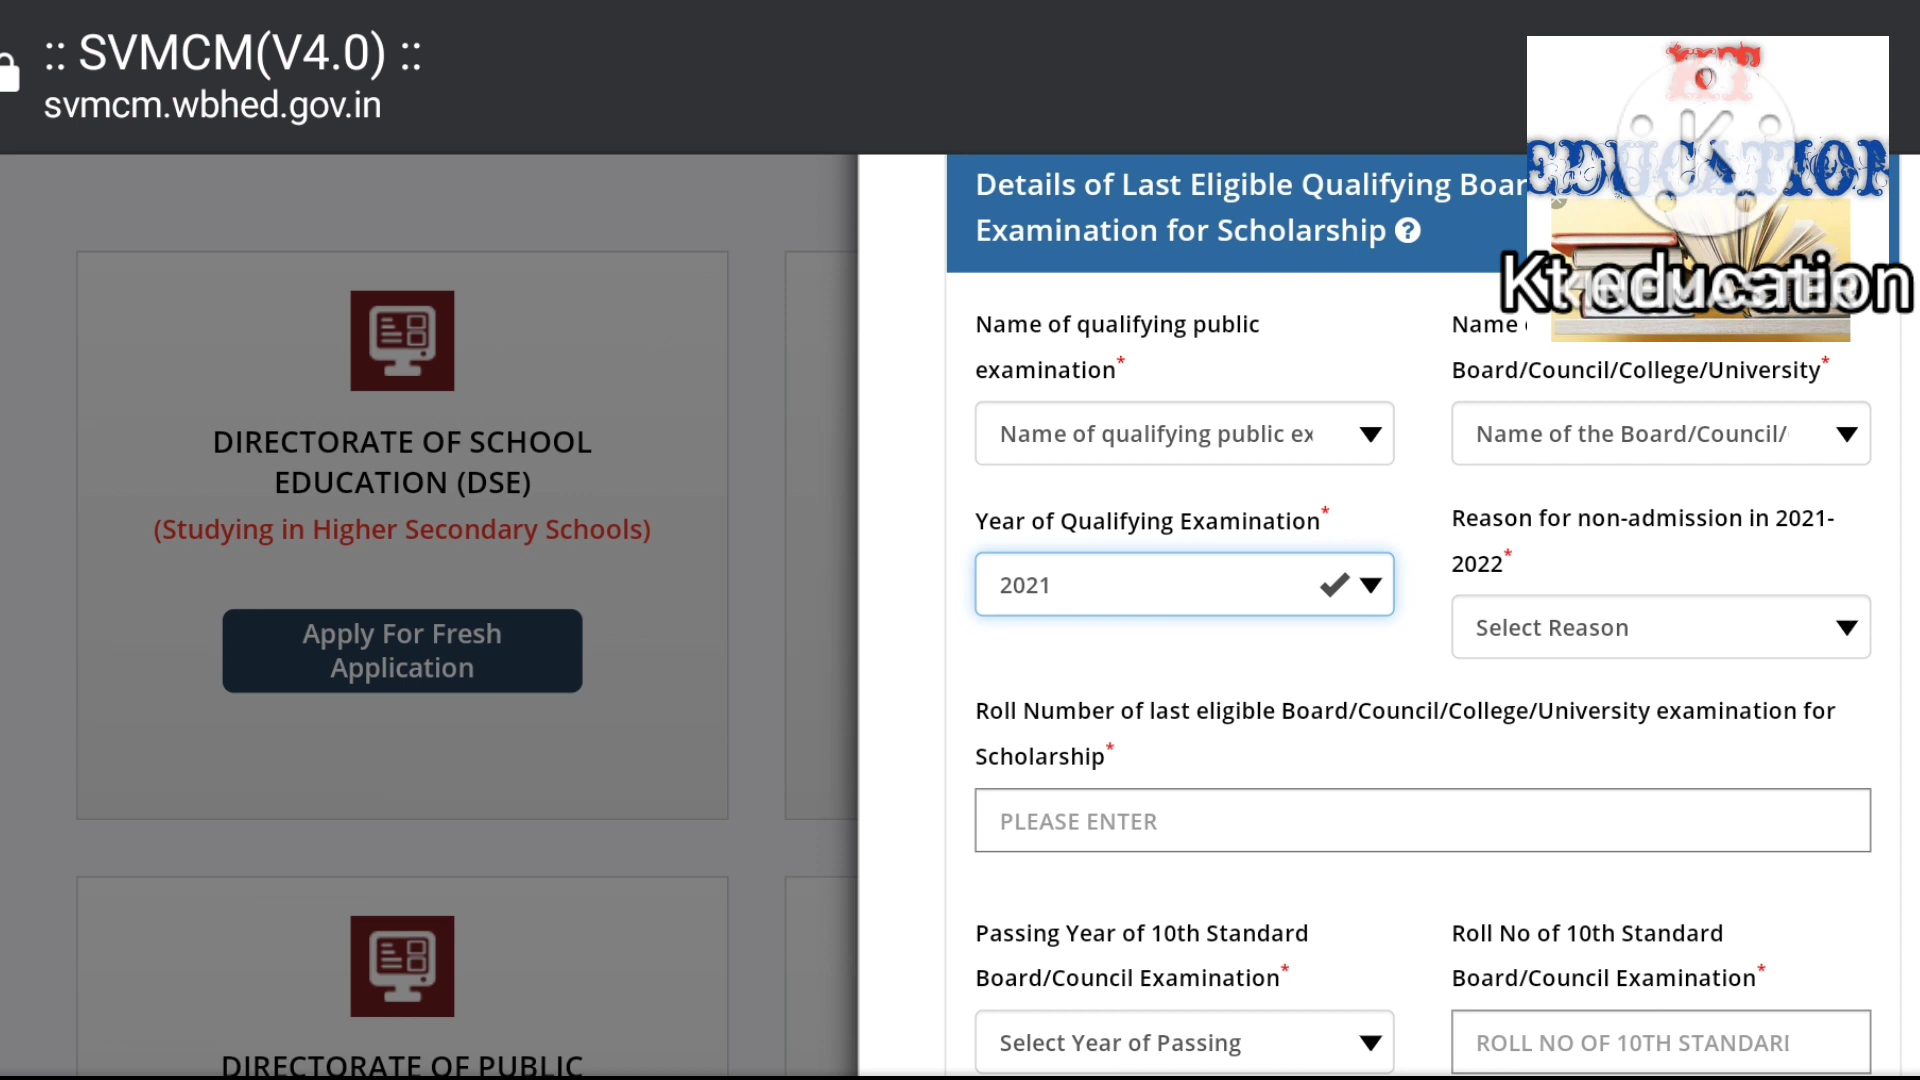 :: SVMCM(V4.0) ::
svmcm.wbhed.gov.in
KT
EDUCATION
Kt education
DIRECTORATE OF SCHOOL
EDUCATION (DSE)
(Studying in Higher Secondary Schools)
Apply For Fresh
Application
DIRECTORATE OF PUBLIC
Details of Last Eligible Qualifying Boar
Examination for Scholarship ?
Name of qualifying public
examination*
Name of qualifying public ex
Name
Board/Council/College/University*
Name of the Board/Council/
Year of Qualifying Examination*
2021
Reason for non-admission in 2021-
2022*
Select Reason
Roll Number of last eligible Board/Council/College/University examination for
Scholarship*
PLEASE ENTER
Passing Year of 10th Standard
Board/Council Examination*
Select Year of Passing
Roll No of 10th Standard
Board/Council Examination*
ROLL NO OF 10TH STANDARI